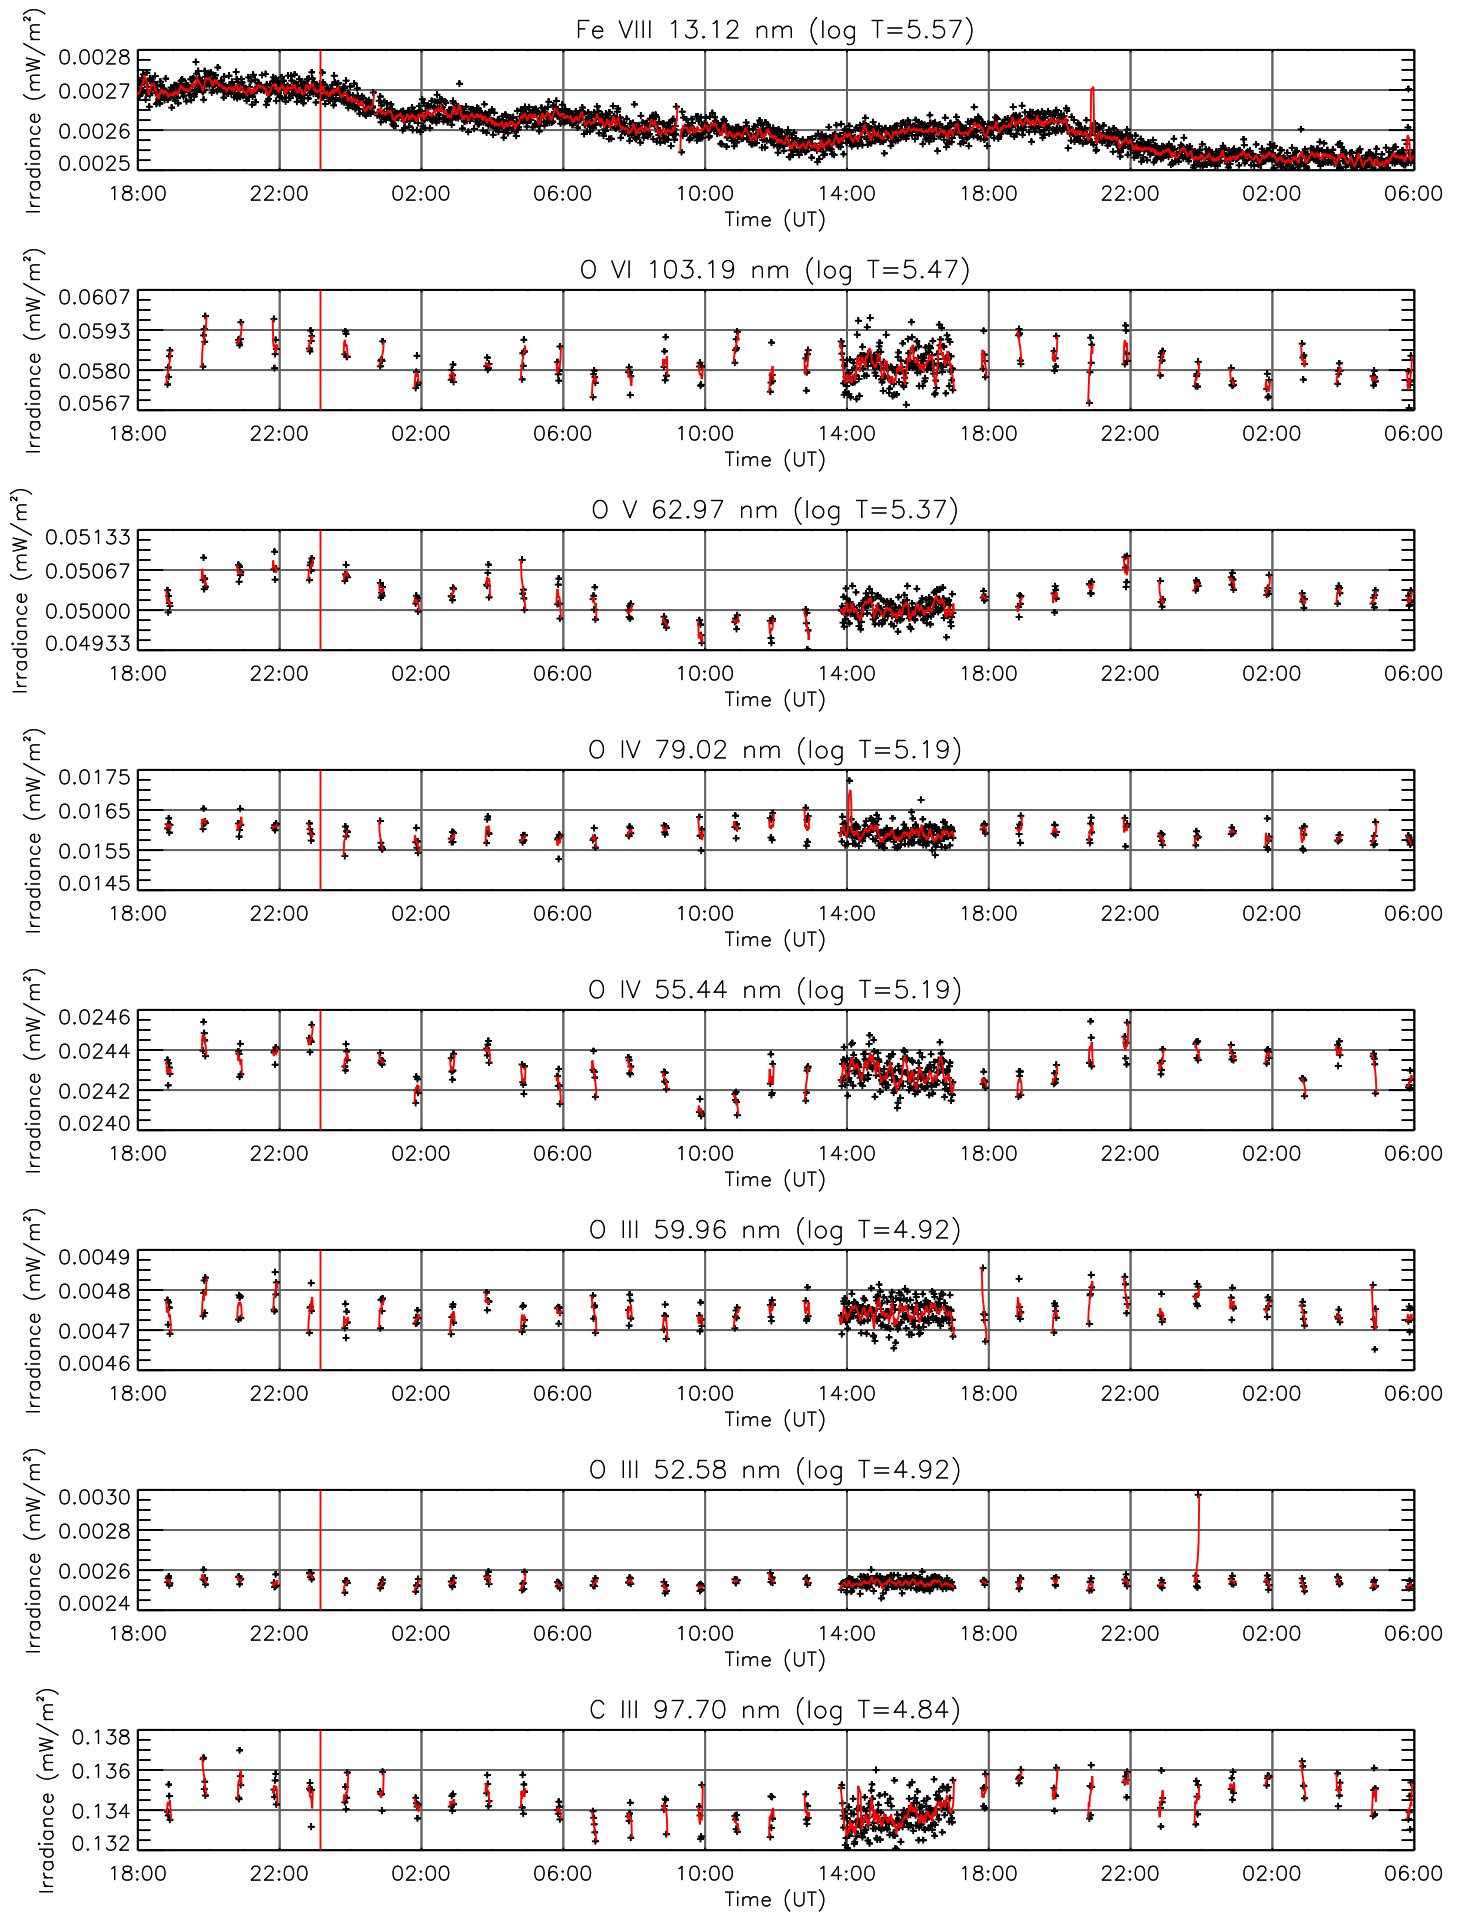 Fe VIII 13.12 nm (log T=5.57)
Irradiance (mW/m²)
0.0028
0.0027
0.0026
0.0025
18:00 22:00 02:00 06:00 10:00 14:00 18:00 22:00 02:00 06:00
Time (UT)
O VI 103.19 nm (log T=5.47)
Irradiance (mW/m²)
0.0607
0.0593
0.0580
0.0567
18:00 22:00 02:00 06:00 10:00 14:00 18:00 22:00 02:00 06:00
Time (UT)
O V 62.97 nm (log T=5.37)
Irradiance (mW/m²)
0.05133
0.05067
0.05000
0.04933
18:00 22:00 02:00 06:00 10:00 14:00 18:00 22:00 02:00 06:00
Time (UT)
O IV 79.02 nm (log T=5.19)
Irradiance (mW/m²)
0.0175
0.0165
0.0155
0.0145
18:00 22:00 02:00 06:00 10:00 14:00 18:00 22:00 02:00 06:00
Time (UT)
O IV 55.44 nm (log T=5.19)
Irradiance (mW/m²)
0.0246
0.0244
0.0242
0.0240
18:00 22:00 02:00 06:00 10:00 14:00 18:00 22:00 02:00 06:00
Time (UT)
O III 59.96 nm (log T=4.92)
Irradiance (mW/m²)
0.0049
0.0048
0.0047
0.0046
18:00 22:00 02:00 06:00 10:00 14:00 18:00 22:00 02:00 06:00
Time (UT)
O III 52.58 nm (log T=4.92)
Irradiance (mW/m²)
0.0030
0.0028
0.0026
0.0024
18:00 22:00 02:00 06:00 10:00 14:00 18:00 22:00 02:00 06:00
Time (UT)
C III 97.70 nm (log T=4.84)
Irradiance (mW/m²)
0.138
0.136
0.134
0.132
18:00 22:00 02:00 06:00 10:00 14:00 18:00 22:00 02:00 06:00
Time (UT)